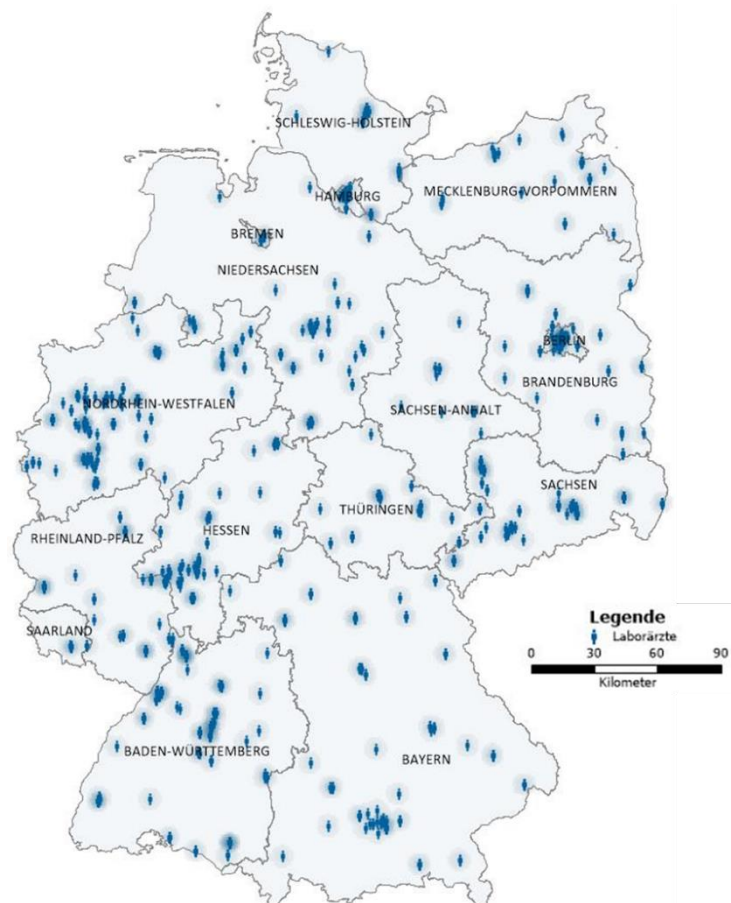 SCHLESWIG-HOLSTEIN
MECKLENBURG-VORPOMMERN
HAMBURG
BREMEN
NIEDERSACHSEN
BERLIN
BRANDENBURG
NORDRHEIN-WESTFALEN
SACHSEN-ANHALT
SACHSEN
THÜRINGEN
HESSEN
RHEINLAND-PFALZ
SAARLAND
Legende
Laborärzte
0 30 60 90
Kilometer
BADEN-WÜRTTEMBERG
BAYERN